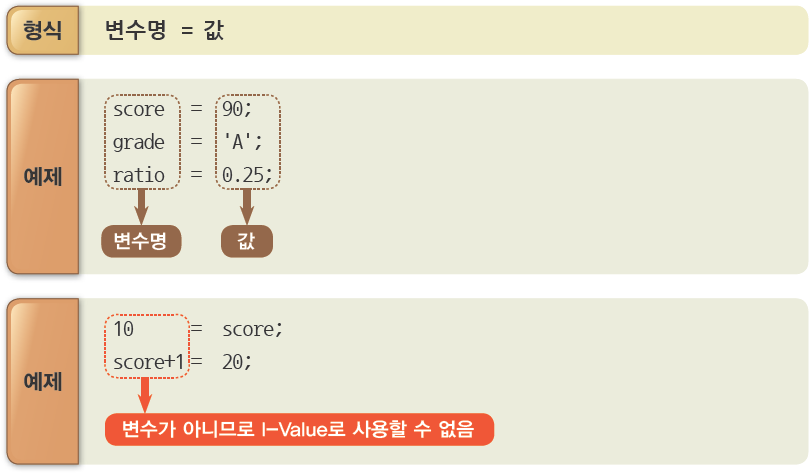 형식 변수명 = 값
예제
score = 90;
grade = 'A';
ratio = 0.25;
변수명 값
예제
10 = score;
score+1 = 20;
변수가 아니므로 l-Value로 사용할 수 없음